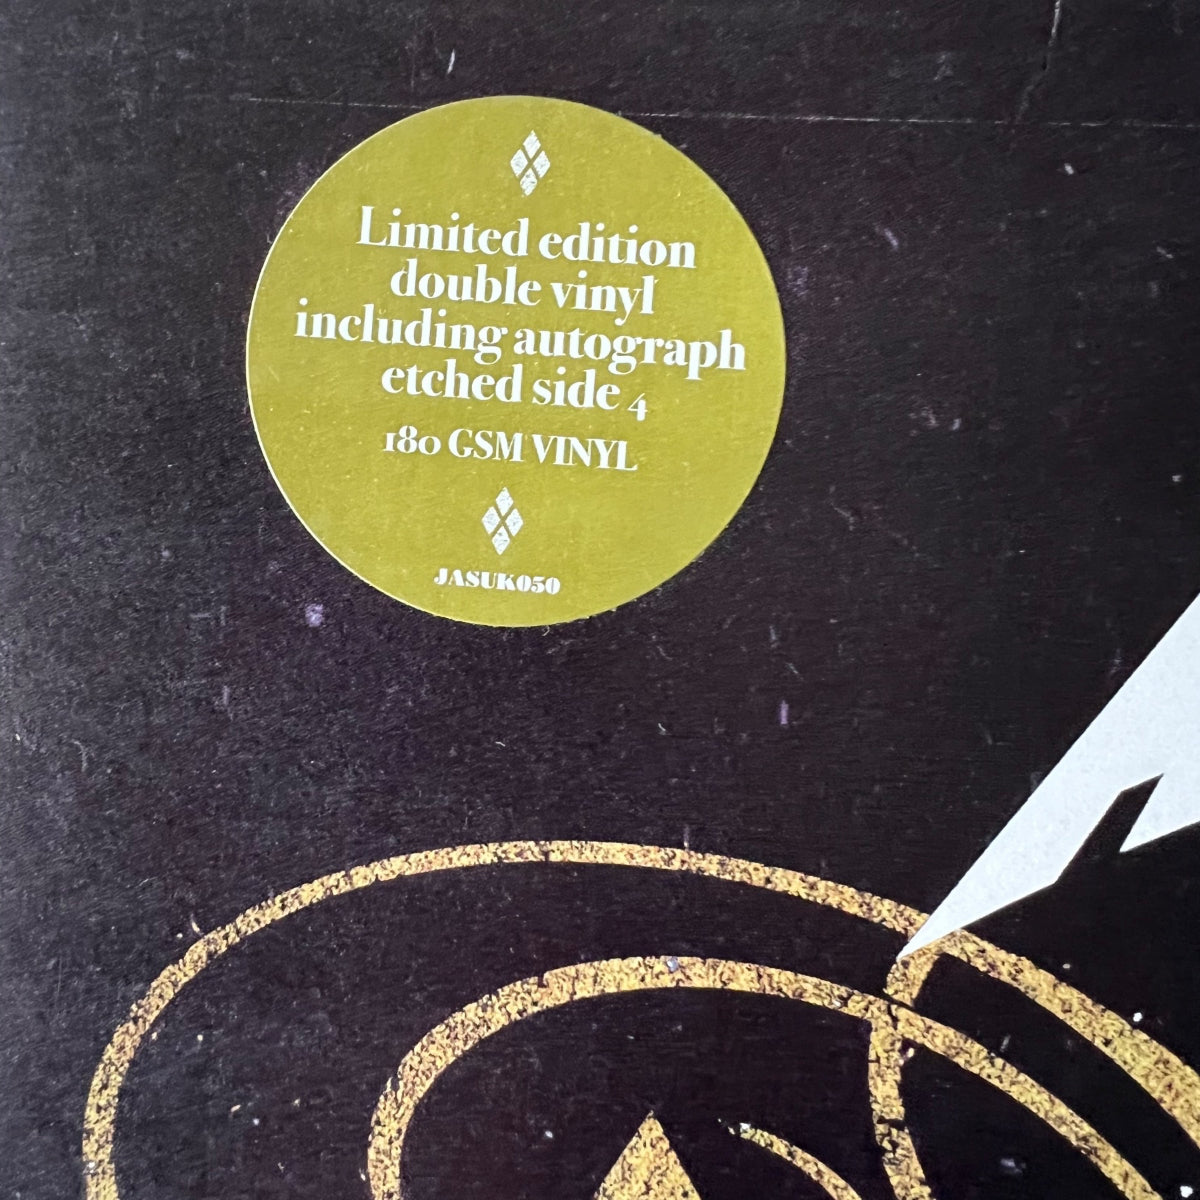 Limited edition
double vinyl
including autograph
etched side 4
180 GSM VINYL
JASUK050